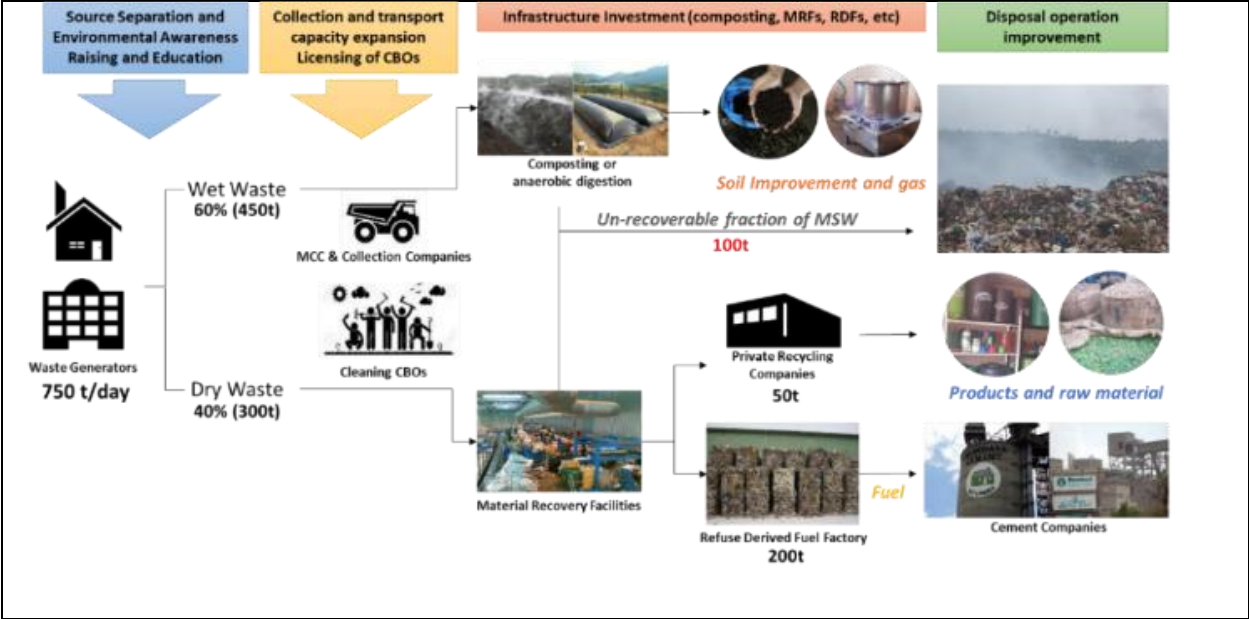 Source Separation and
Environmental Awareness
Raising and Education
Collection and transport
capacity expansion
Licensing of CBOs
Infrastructure Investment (composting, MRFs, RDFs, etc)
Disposal operation
improvement
Composting or
anaerobic digestion
Soil Improvement and gas
Wet Waste
60% (450t)
MCC & Collection Companies
Un-recoverable fraction of MSW
100t
Waste Generators
750 t/day
Cleaning CBOs
Dry Waste
40% (300t)
Private Recycling
Companies
50t
Products and raw material
Material Recovery Facilities
Refuse Derived Fuel Factory
200t
Fuel
Cement Companies